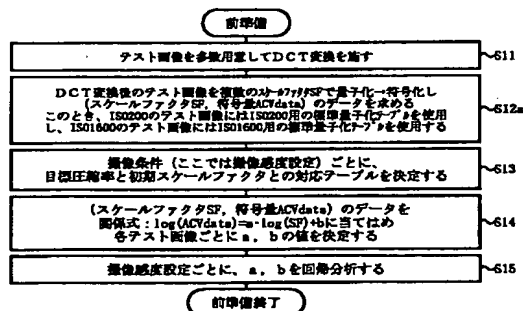 前準備
テスト画像を多数用意してDCT変換を施す
S11
DCT変換後のテスト画像を複数のスケールファクタSFで量子化ー符号化し
(スケールファクタSF, 符号量ACVdata) のデータを求める
このとき、ISO200のテスト画像にはISO200用の標準量子化テーブルを使用
し、ISO1600のテスト画像にはISO1600用の標準量子化テーブルを使用する
S12a
撮像条件 (ここでは撮像感度設定) ごとに、
目標圧縮率と初期スケールファクタとの対応テーブルを決定する
S13
(スケールファクタSF, 符号量ACVdata) のデータを
関係式:log(ACVdata)=a·log(SF)+bに当てはめ
各テスト画像ごとにa, bの値を決定する
S14
撮像感度設定ごとに、a, bを回帰分析する
S15
前準備終了